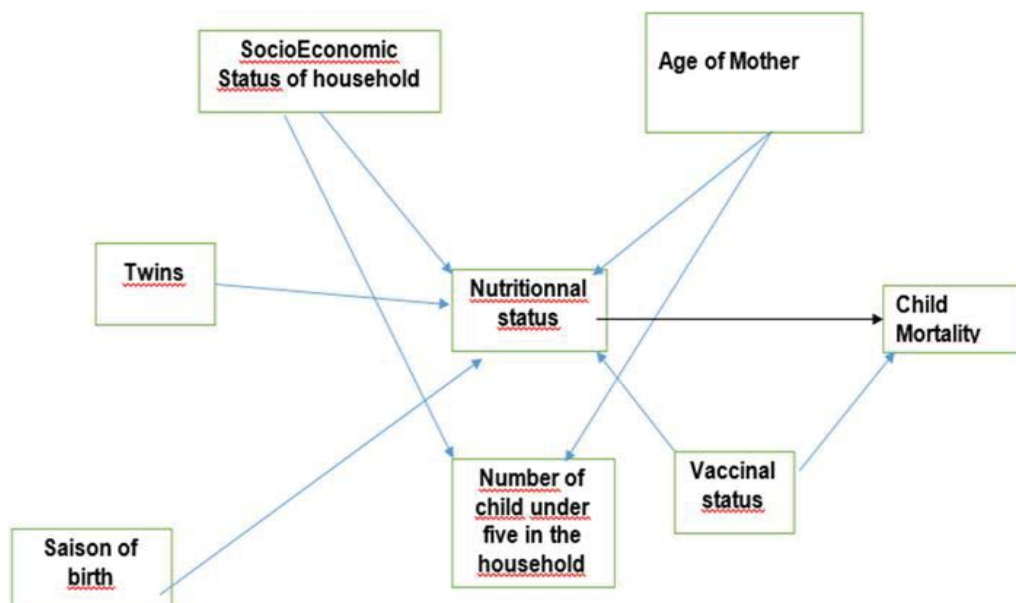 SocioEconomic
Status of household
Age of Mother
Twins
Nutritionnal
status
Child
Mortality
Number of
child under
five in the
household
Vaccinal
status
Saison of
birth